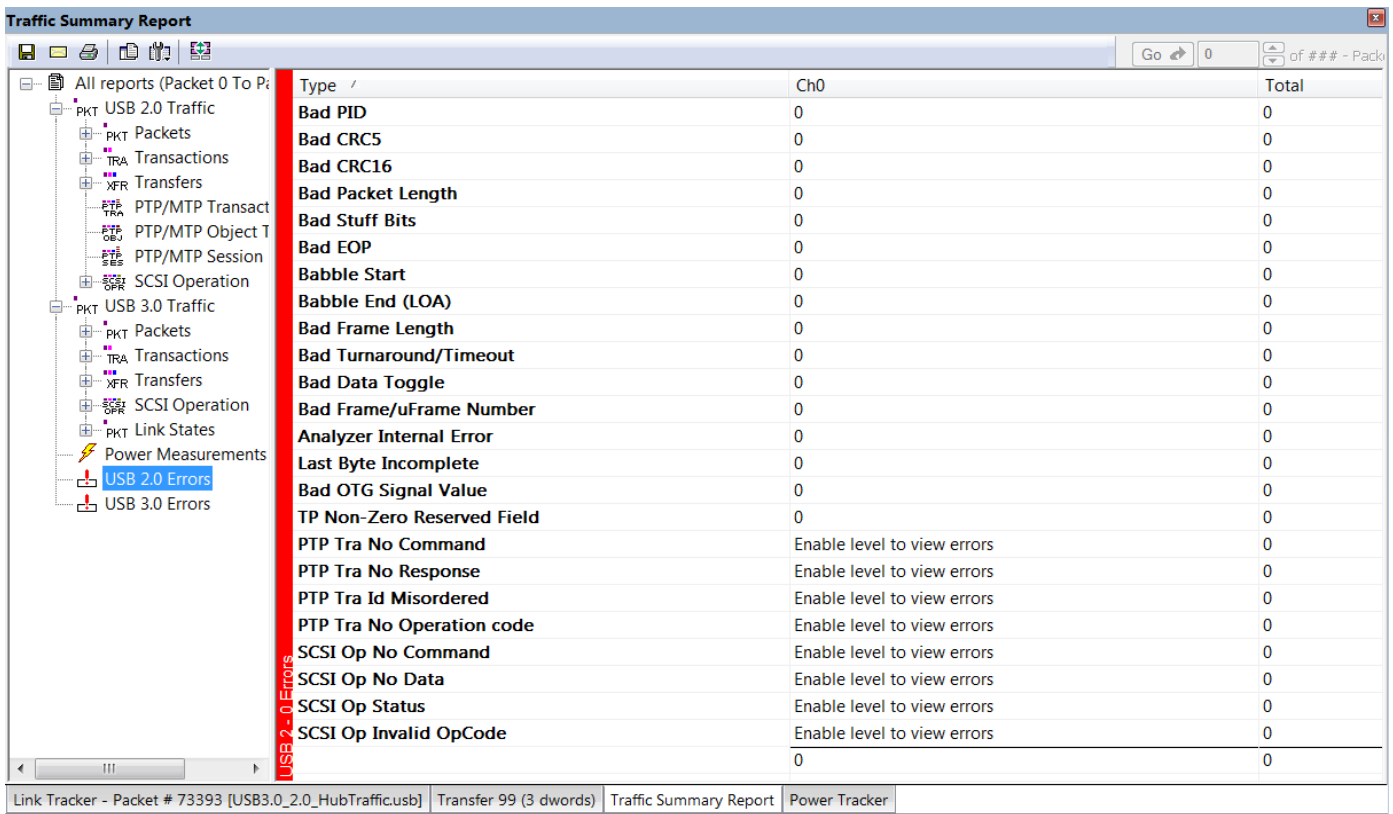 Traffic Summary Report
Go 0 of ### - Pack
All reports (Packet 0 To Pa
PKT USB 2.0 Traffic
PKT Packets
TRA Transactions
XFR Transfers
PTP TRA PTP/MTP Transact
PTP OBJ PTP/MTP Object T
PTP SES PTP/MTP Session
SCSI OPR SCSI Operation
PKT USB 3.0 Traffic
PKT Packets
TRA Transactions
XFR Transfers
SCSI OPR SCSI Operation
PKT Link States
Power Measurements
USB 2.0 Errors
USB 3.0 Errors
USB 2 - 0 Errors
Type / Ch0 Total
Bad PID 0 0
Bad CRC5 0 0
Bad CRC16 0 0
Bad Packet Length 0 0
Bad Stuff Bits 0 0
Bad EOP 0 0
Babble Start 0 0
Babble End (LOA) 0 0
Bad Frame Length 0 0
Bad Turnaround/Timeout 0 0
Bad Data Toggle 0 0
Bad Frame/uFrame Number 0 0
Analyzer Internal Error 0 0
Last Byte Incomplete 0 0
Bad OTG Signal Value 0 0
TP Non-Zero Reserved Field 0 0
PTP Tra No Command Enable level to view errors 0
PTP Tra No Response Enable level to view errors 0
PTP Tra Id Misordered Enable level to view errors 0
PTP Tra No Operation code Enable level to view errors 0
SCSI Op No Command Enable level to view errors 0
SCSI Op No Data Enable level to view errors 0
SCSI Op Status Enable level to view errors 0
SCSI Op Invalid OpCode Enable level to view errors 0
0 0
Link Tracker - Packet # 73393 [USB3.0_2.0_HubTraffic.usb] Transfer 99 (3 dwords) Traffic Summary Report Power Tracker